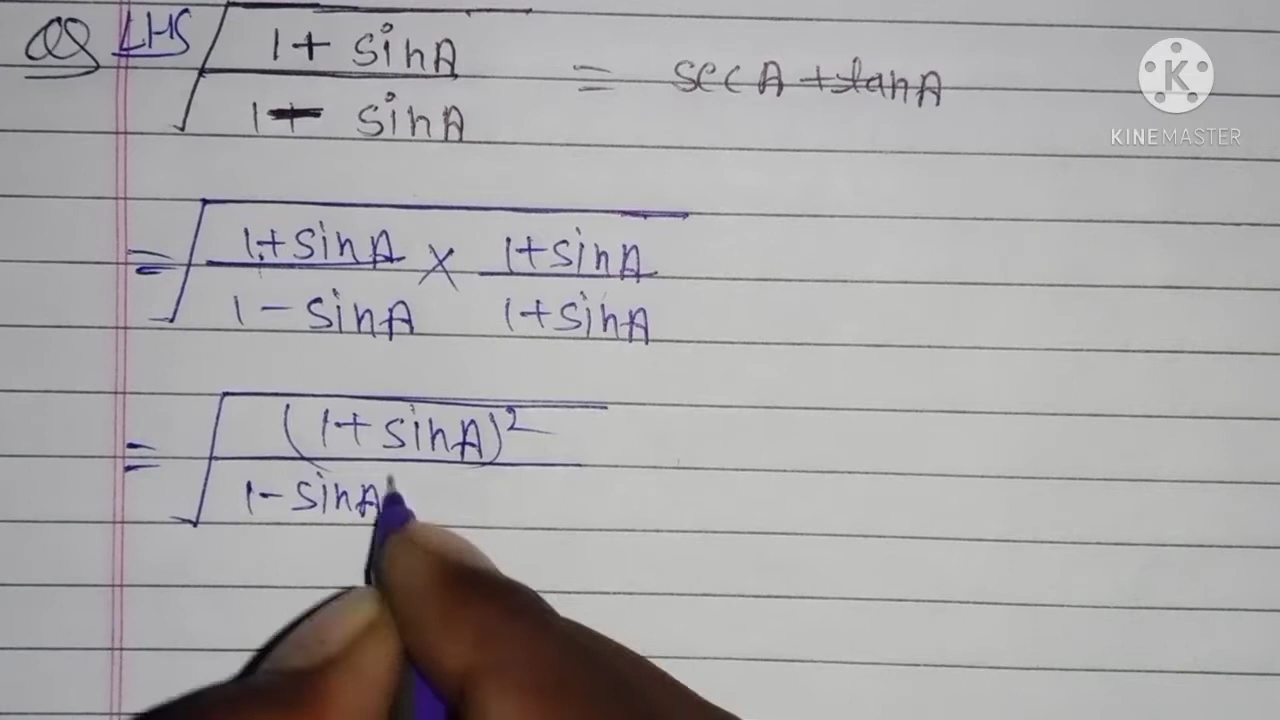 Q9 LHS √(1 + sinA / 1 - sinA) = secA + tanA
K
KINEMASTER
= √(1+sinA / 1 - sinA × 1+sinA / 1+sinA)
= √((1+sinA)² / 1 - sinA